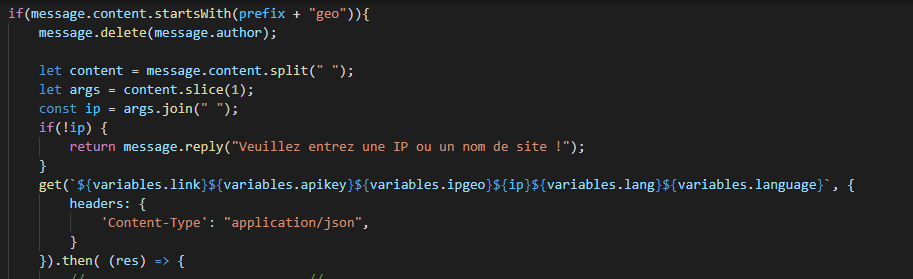 if(message.content.startsWith(prefix + "geo")){
message.delete(message.author);
let content = message.content.split(" ");
let args = content.slice(1);
const ip = args.join(" ");
if(!ip) {
return message.reply("Veuillez entrez une IP ou un nom de site !");
}
get(`${variables.link}${variables.apikey}${variables.ipgeo}${ip}${variables.lang}${variables.language}`, {
headers: {
'Content-Type': "application/json",
}
}).then( (res) => {